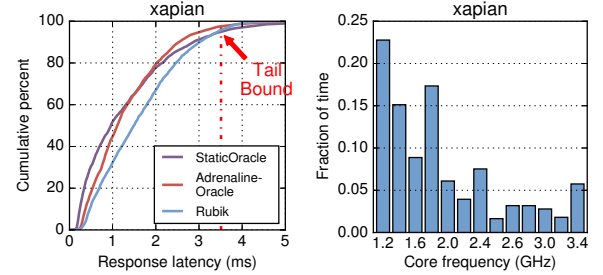 xapian
Cumulative percent
100
80
60
40
20
0
Tail
Bound
StaticOracle
Adrenaline-
Oracle
Rubik
0 1 2 3 4 5
Response latency (ms)
xapian
Fraction of time
0.25
0.20
0.15
0.10
0.05
0.00
1.2 1.6 2.0 2.4 2.6 3.0 3.4
Core frequency (GHz)